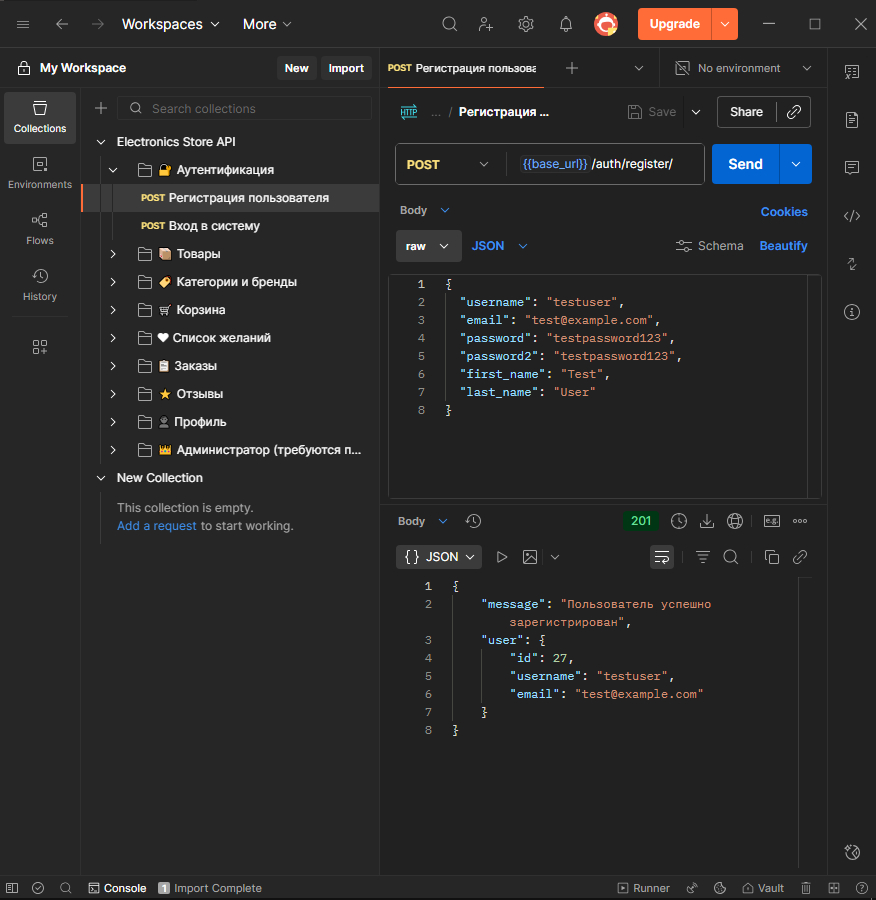 Workspaces More Upgrade
My Workspace New Import POST Регистрация пользова No environment
Collections Search collections HTTP ... / Регистрация ... Save Share
Electronics Store API
Environments Аутентификация POST {{base_url}} /auth/register/ Send
POST Регистрация пользователя
Flows POST Вход в систему Body Cookies
History Товары raw JSON Schema Beautify
Категории и бренды
Корзина
Список желаний
Заказы
Отзывы
Профиль
Администратор (требуются п...
New Collection
This collection is empty.
Add a request to start working.
1 {
2 "username": "testuser",
3 "email": "test@example.com",
4 "password": "testpassword123",
5 "password2": "testpassword123",
6 "first_name": "Test",
7 "last_name": "User"
8 }
Body 201 e.g.
{} JSON
1 {
2 "message": "Пользователь успешно
зарегистрирован",
3 "user": {
4 "id": 27,
5 "username": "testuser",
6 "email": "test@example.com"
7 }
8 }
Console 1 Import Complete Runner Vault